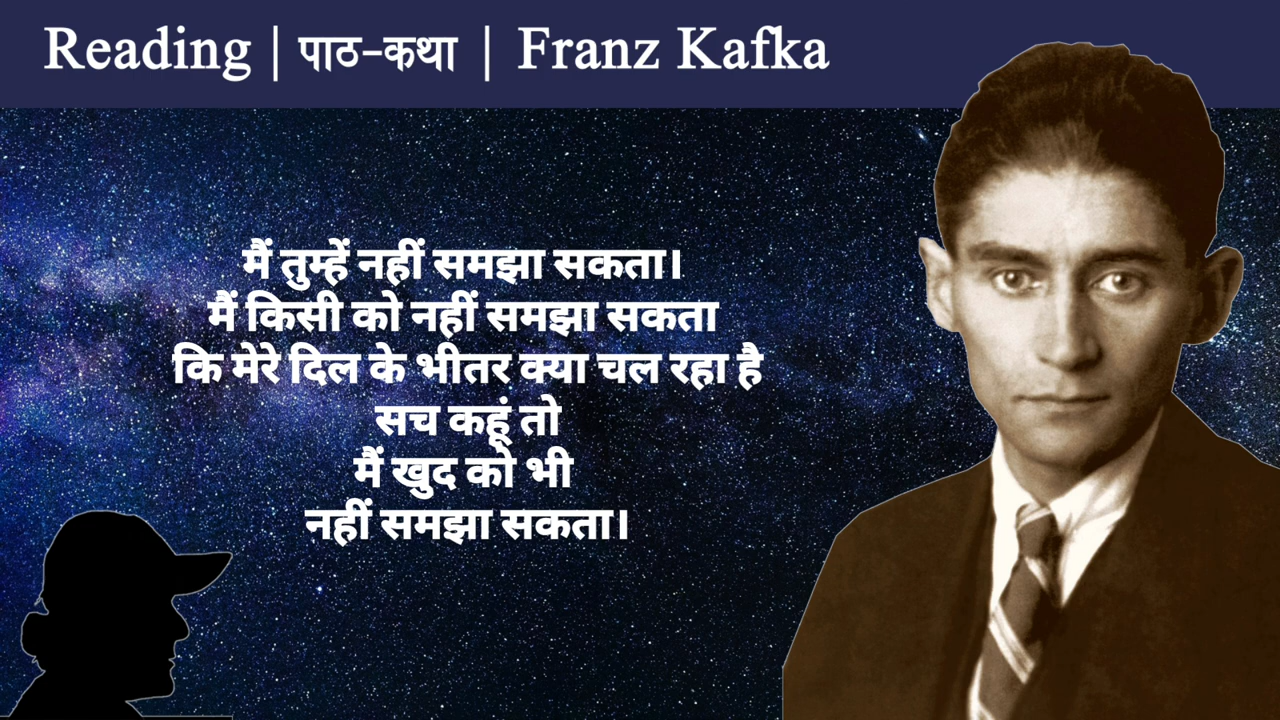 Reading | पाठ-कथा | Franz Kafka
मैं तुम्हें नहीं समझा सकता।
मैं किसी को नहीं समझा सकता
कि मेरे दिल के भीतर क्या चल रहा है
सच कहूं तो
मैं खुद को भी
नहीं समझा सकता।